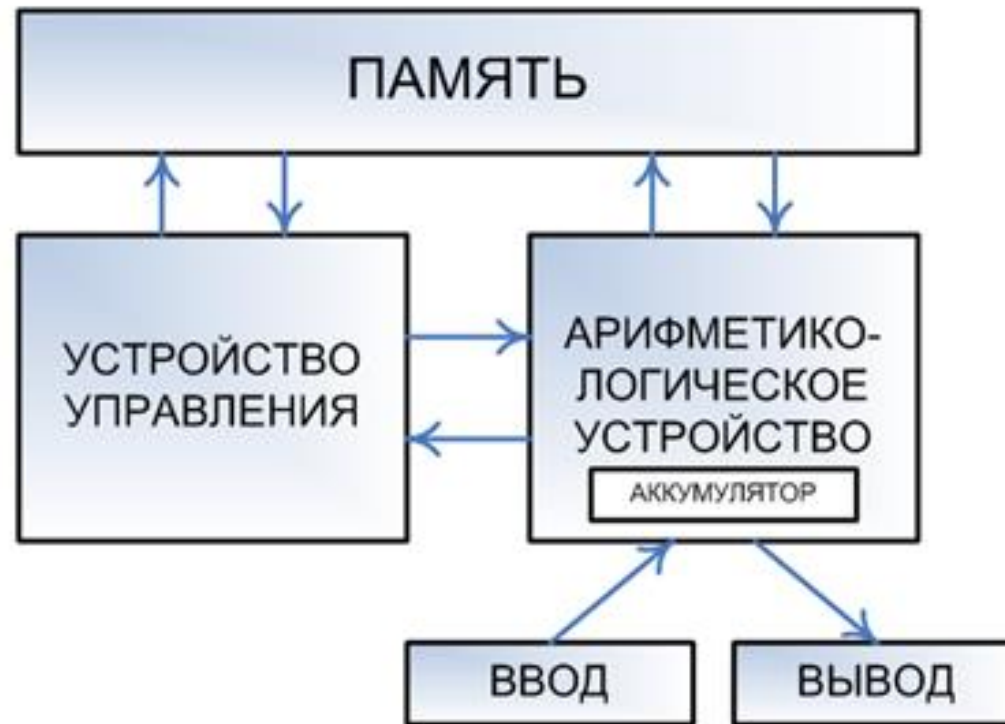 ПАМЯТЬ
УСТРОЙСТВО
УПРАВЛЕНИЯ
АРИФМЕТИКО-
ЛОГИЧЕСКОЕ
УСТРОЙСТВО
АККУМУЛЯТОР
ВВОД
ВЫВОД